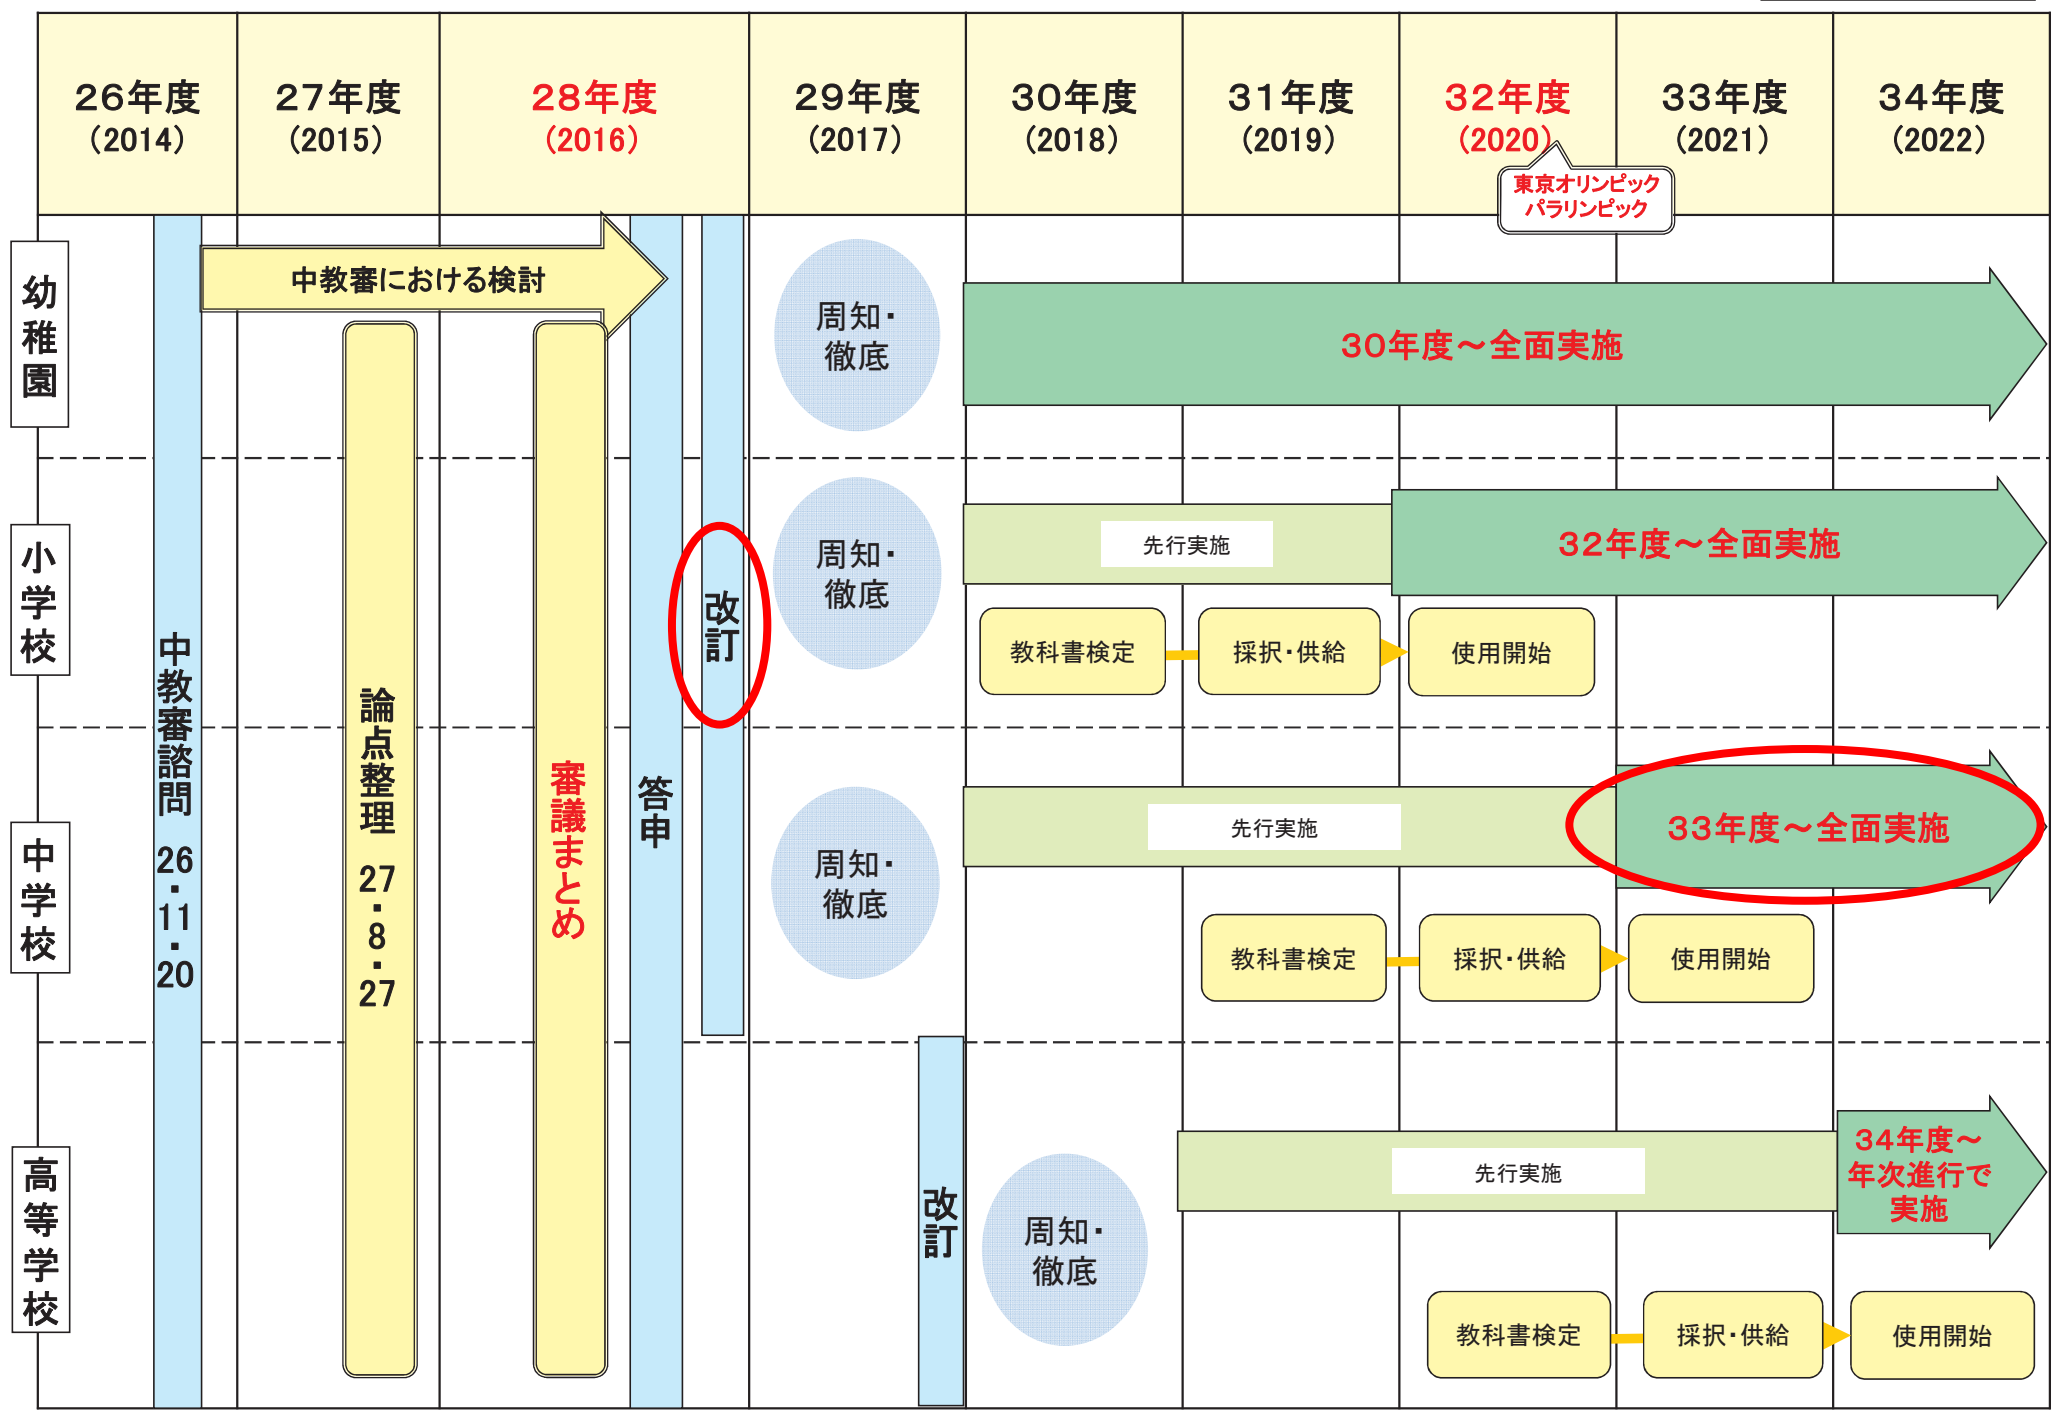 26年度
（2014）
27年度
（2015）
28年度
（2016）
29年度
（2017）
30年度
（2018）
31年度
（2019）
32年度
（2020）
33年度
（2021）
34年度
（2022）
東京オリンピック
パラリンピック
幼稚園
中教審における検討
周知・
徹底
30年度～全面実施
小学校
改訂
周知・
徹底
先行実施
32年度～全面実施
教科書検定
採択・供給
使用開始
中教審諮問 26・11・20
論点整理 27・8・27
審議まとめ
答申
中学校
周知・
徹底
先行実施
33年度～全面実施
教科書検定
採択・供給
使用開始
高等学校
改訂
周知・
徹底
先行実施
34年度～
年次進行で
実施
教科書検定
採択・供給
使用開始